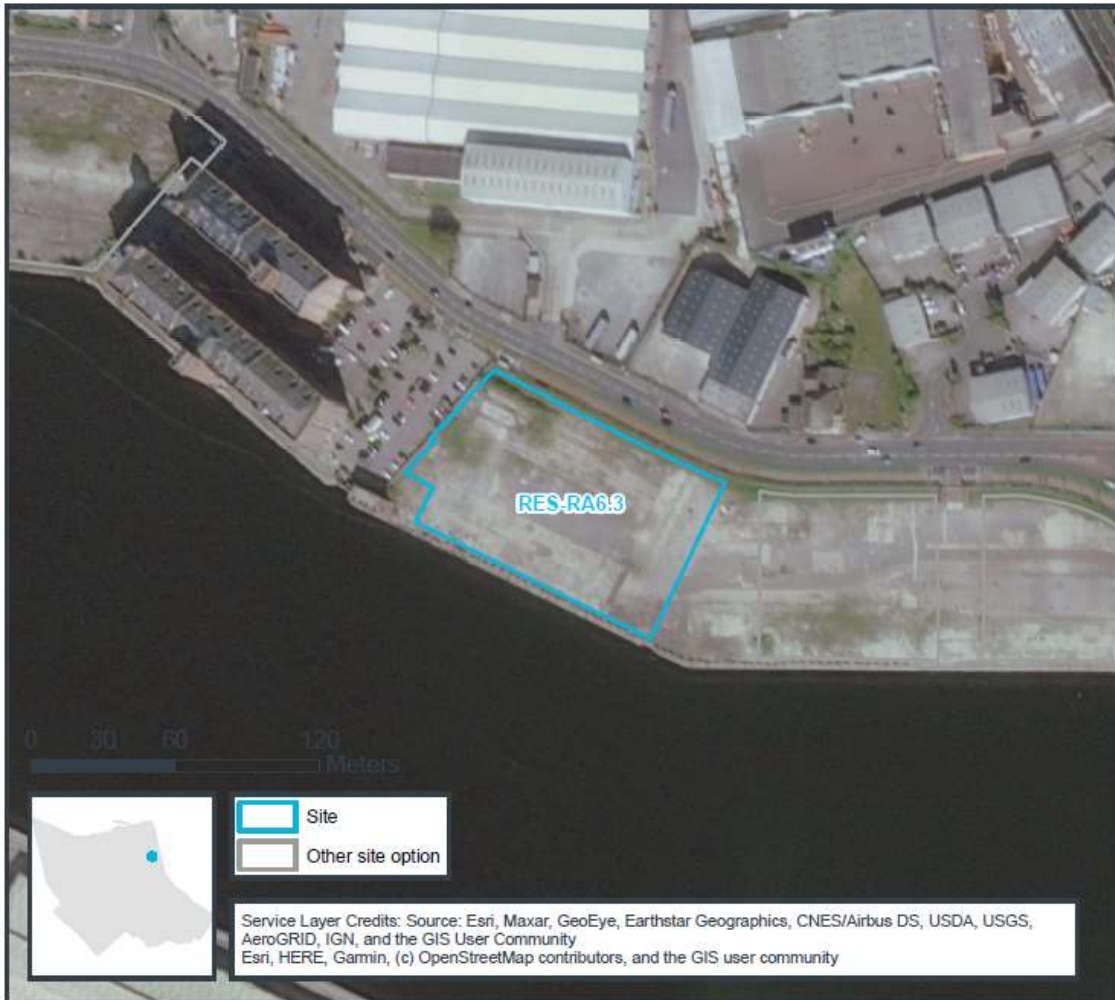 RES-RA6:3
0 30 60 120
Meters
Site
Other site option
Service Layer Credits: Source: Esri, Maxar, GeoEye, Earthstar Geographics, CNES/Airbus DS, USDA, USGS,
AeroGRID, IGN, and the GIS User Community
Esri, HERE, Garmin, (c) OpenStreetMap contributors, and the GIS user community